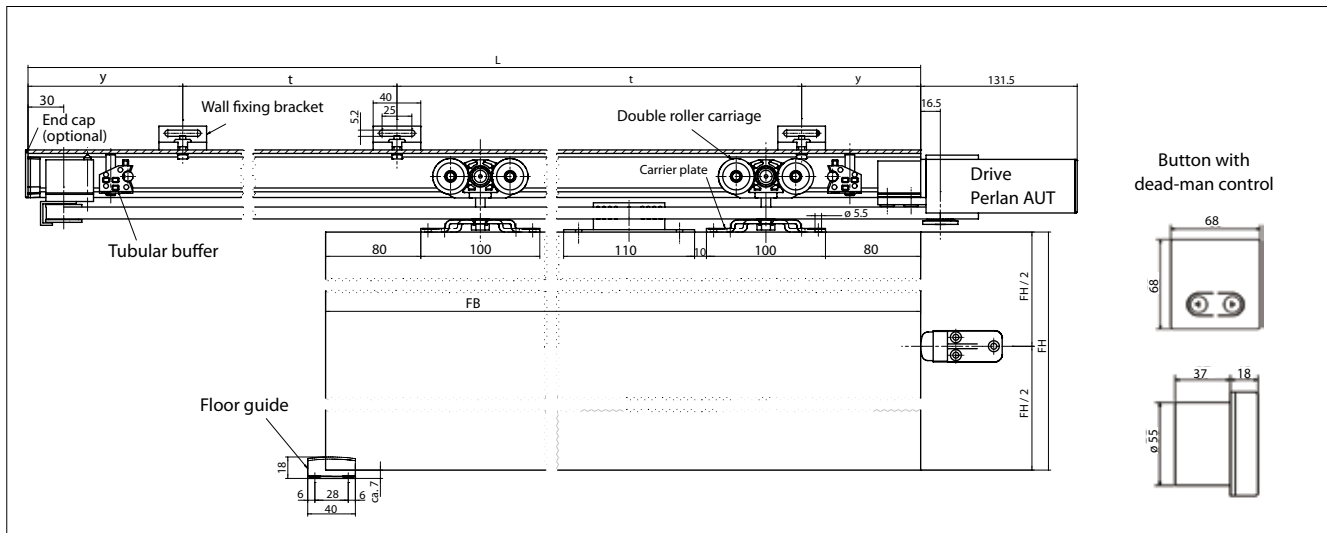 L
y
t
t
y
131.5
30
40
25
5.2
16.5
End cap
(optional)
Wall fixing bracket
Double roller carriage
Carrier plate
Drive
Perlan AUT
Tubular buffer
ø 5.5
80
100
110
10
100
80
FB
FH / 2
FH
FH / 2
Floor guide
18
6
28
6
40
ca. 7
Button with
dead-man control
68
68
37
18
ø 55